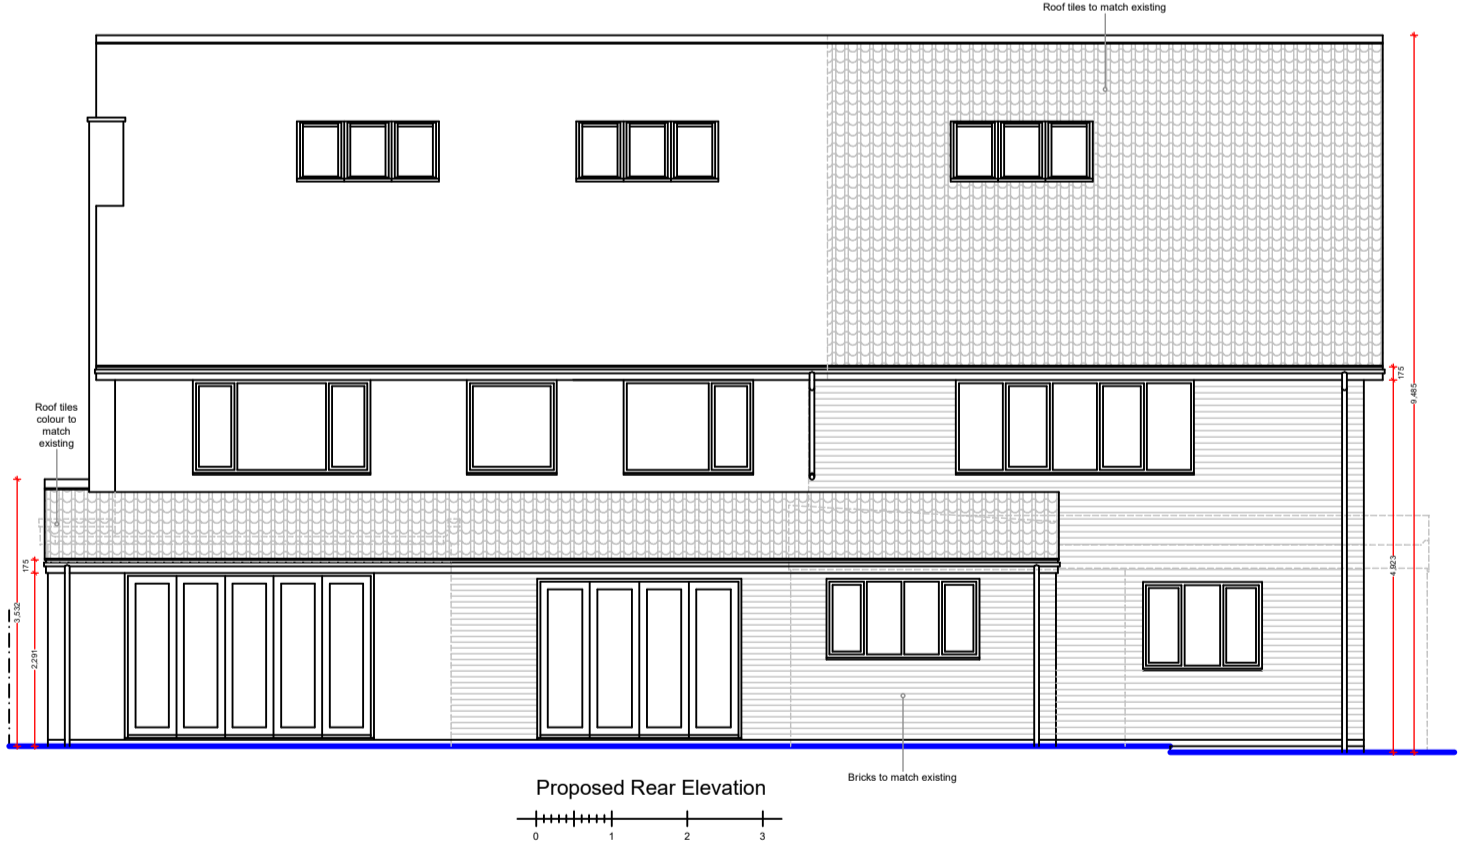 Roof tiles to match existing
175
9,485
Roof tiles
colour to
match
existing
175
3,532
2,291
4,923
Bricks to match existing
Proposed Rear Elevation
0 1 2 3